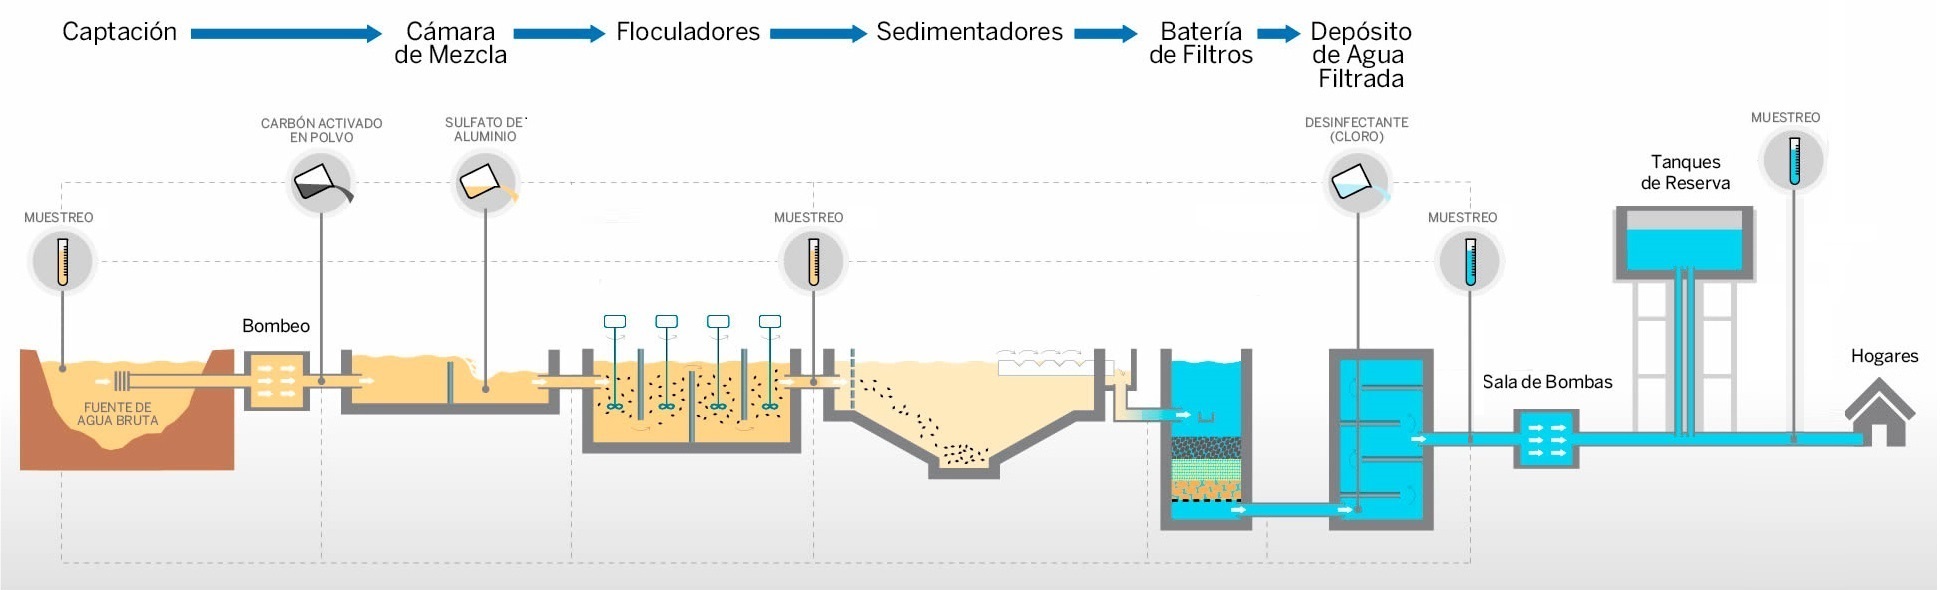 Captación
Cámara
de Mezcla
Floculadores
Sedimentadores
Batería
de Filtros
Depósito
de Agua
Filtrada
CARBÓN ACTIVADO
EN POLVO
SULFATO DE
ALUMINIO
DESINFECTANTE
(CLORO)
MUESTREO
Tanques
de Reserva
MUESTREO
MUESTREO
MUESTREO
Bombeo
Hogares
Sala de Bombas
FUENTE DE
AGUA BRUTA